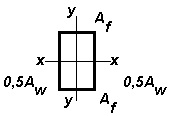 y A_f
x x
0,5A_w 0,5A_w
y A_f